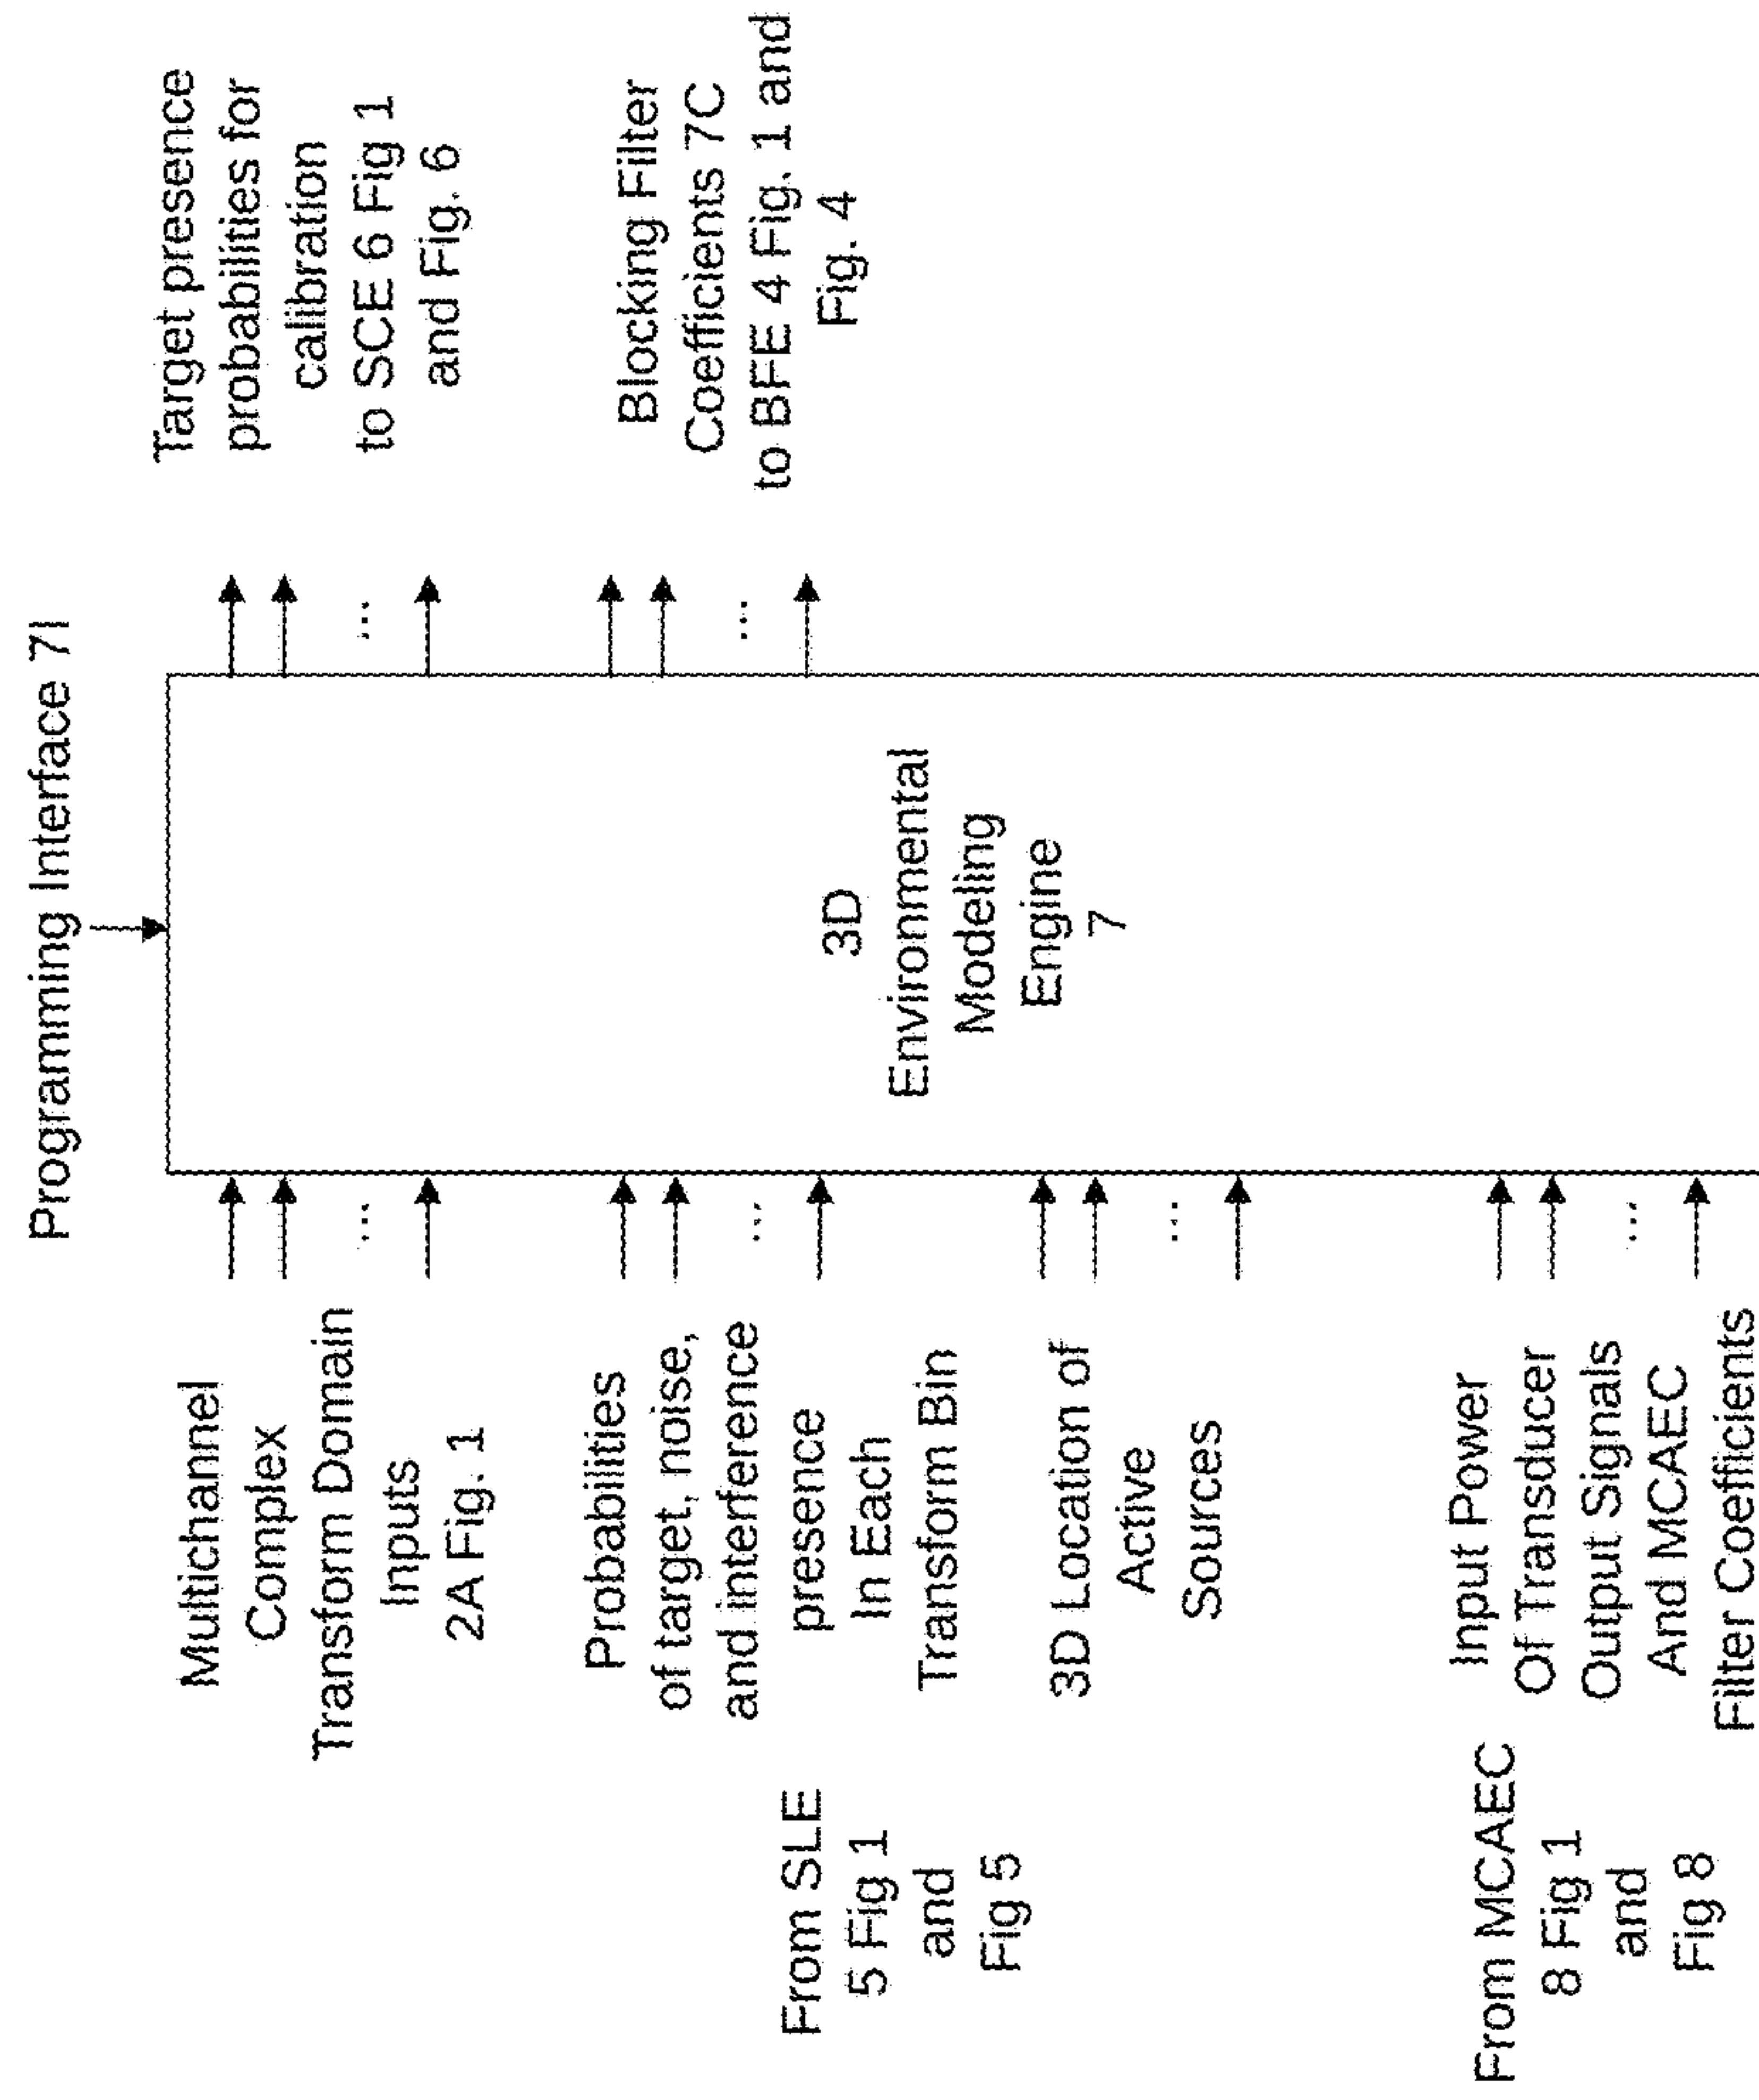 Programming Interface 7I
Multichannel
Complex
Transform Domain
Inputs
2A Fig. 1
Probabilities
of target, noise,
and interference
presence
In Each
Transform Bin
From SLE
5 Fig 1
and
Fig 5
3D Location of
Active
Sources
From MCAEC
8 Fig 1
and
Fig 8
Input Power
Of Transducer
Output Signals
And MCAEC
Filter Coefficients
3D
Environmental
Modeling
Engine
7
Target presence
probabilities for
calibration
to SCE 6 Fig 1
and Fig. 6
Blocking Filter
Coefficients 7C
to BFE 4 Fig. 1 and
Fig. 4
...
...
...
...
...
...